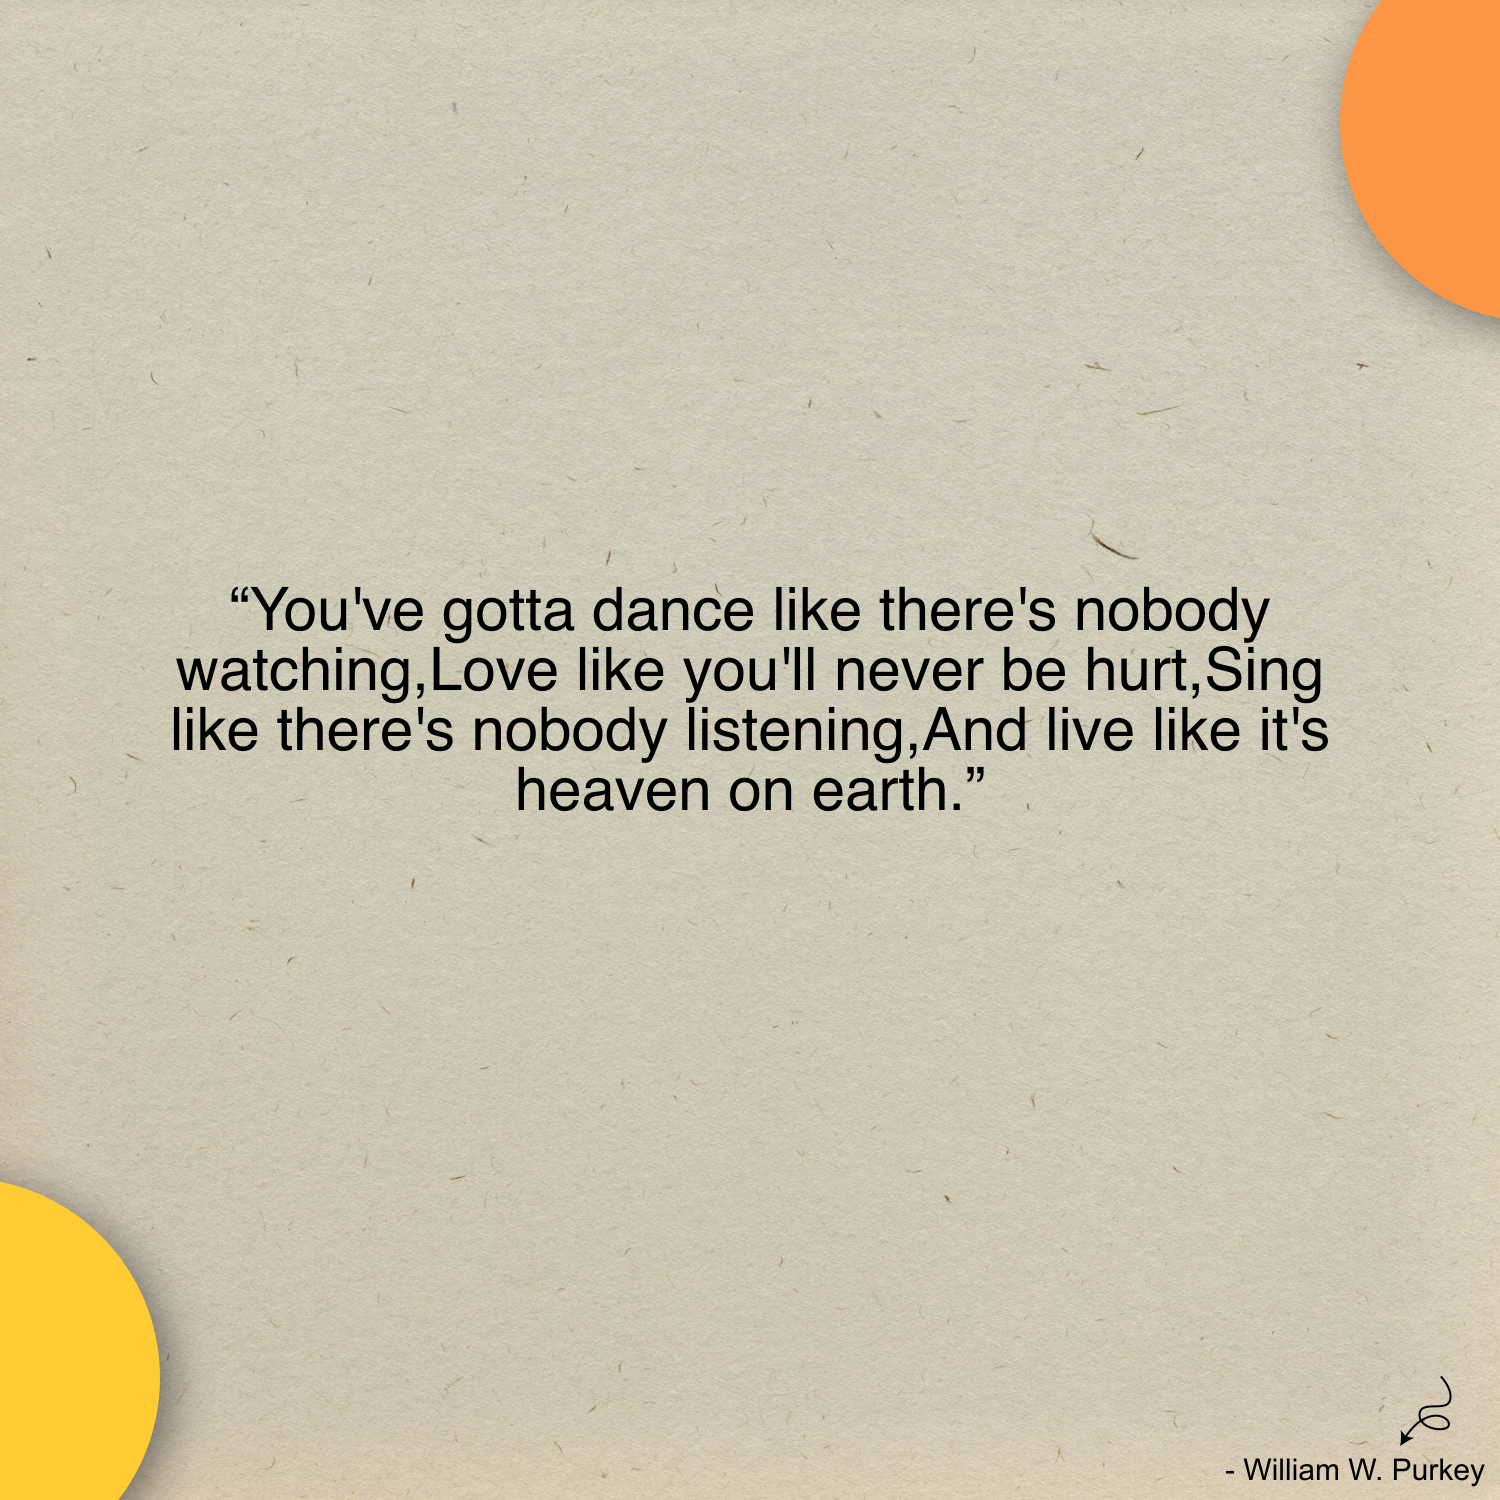 “You've gotta dance like there's nobody
watching,Love like you'll never be hurt,Sing
like there's nobody listening,And live like it's
heaven on earth.”
- William W. Purkey